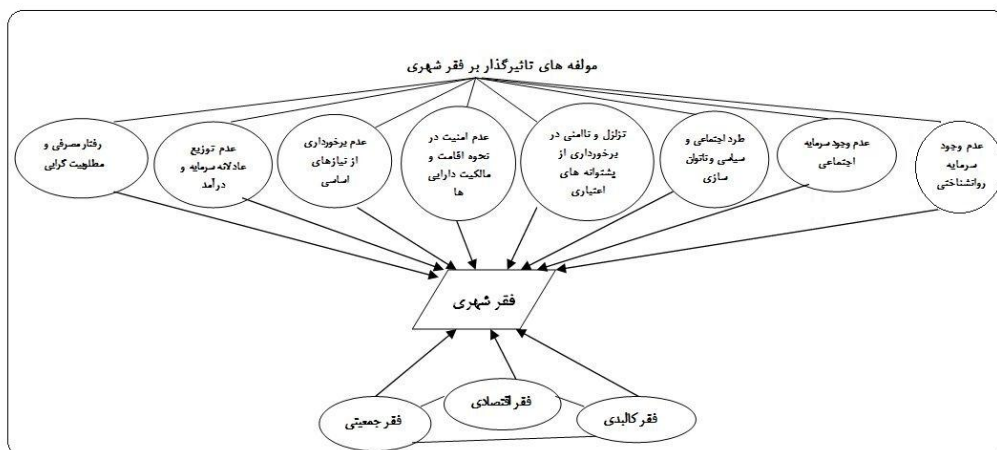 مولفه های تاثیرگذار بر فقر شهری
عدم وجود
سرمایه
روانشناختی
عدم وجود سرمایه
اجتماعی
طرد اجتماعی و
سیاسی و ناتوان
سازی
تزلزل و ناامنی در
برخورداری از
پشتوانه های
اعتباری
عدم امنیت در
نحوه اقامت و
مالکیت دارایی
ها
عدم برخورداری
از نیازهای
اساسی
عدم توزیع
عادلانه سرمایه و
درآمد
رفتار مصرفی و
مطلوبیت گرایی
فقر شهری
فقر کالبدی
فقر اقتصادی
فقر جمعیتی